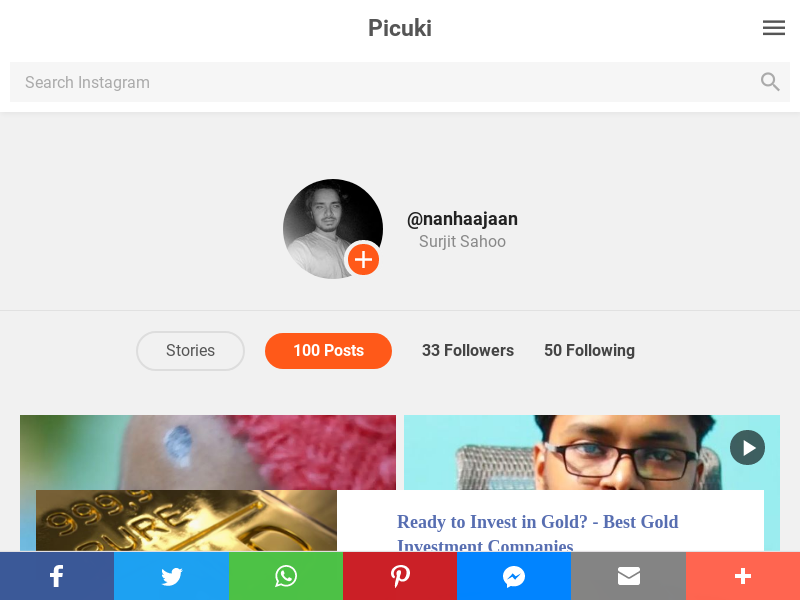 Picuki
Search Instagram
@nanhaajaan
Surjit Sahoo
Stories
100 Posts
33 Followers
50 Following
999,9
PURE
Ready to Invest in Gold? - Best Gold
Investment Companies